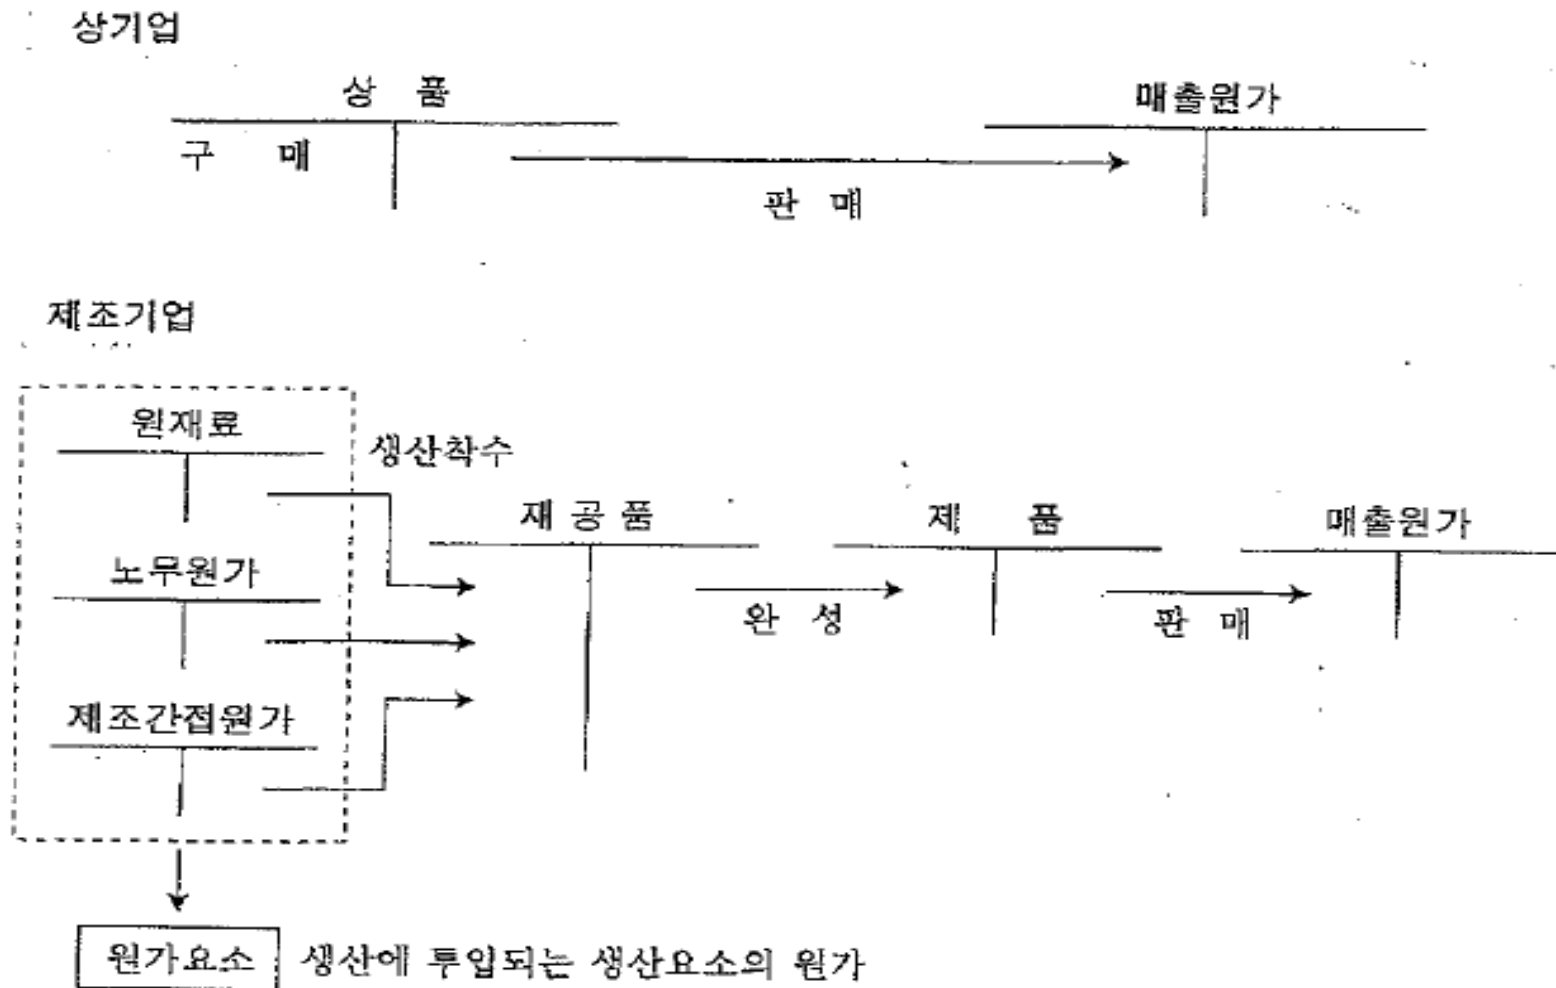 상기업
상 품
매출원가
구 매
판 매
제조기업
원재료
생산착수
재 공 품
제 품
매출원가
노무원가
완 성
판 매
제조간접원가
원가요소 생산에 투입되는 생산요소의 원가